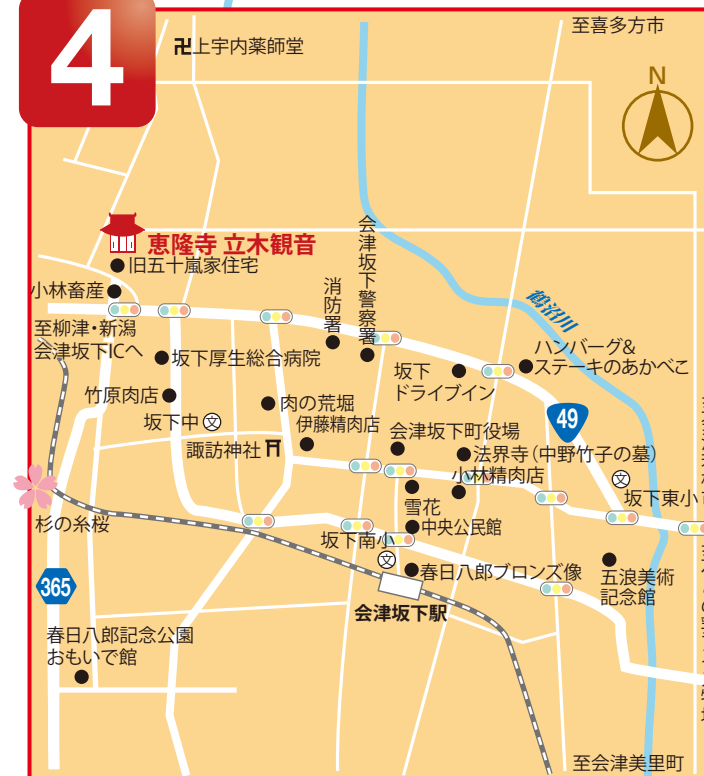 4
卍上宇内薬師堂
至喜多方市
N
恵隆寺 立木観音
旧五十嵐家住宅
小林畜産
至柳津・新潟
会津坂下ICへ
消防署
会津坂下警察署
鶴沼川
坂下厚生総合病院
坂下
ドライブイン
ハンバーグ&
ステーキのあかべこ
竹原肉店
坂下中 文
肉の荒堀
伊藤精肉店
諏訪神社
会津坂下町役場
49
法界寺(中野竹子の墓)
小林精肉店
文
坂下東小
雪花
中央公民館
杉の糸桜
坂下南小
文
春日八郎ブロンズ像
五浪美術
記念館
365
会津坂下駅
春日八郎記念公園
おもいで館
至会津美里町